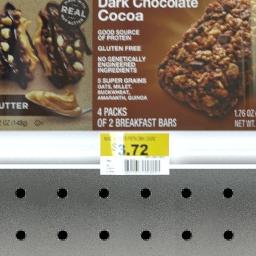 REAL
Dark Chocolate
Cocoa
GOOD SOURCE
OF PROTEIN
GLUTEN FREE
NO GENETICALLY
ENGINEERED
INGREDIENTS
5 SUPER GRAINS
OATS, MILLET,
BUCKWHEAT,
AMARANTH, QUINOA
4 PACKS
OF 2 BREAKFAST BARS
UTTER
OZ (149g)
1.76 OZ
NET WT.
$3.72